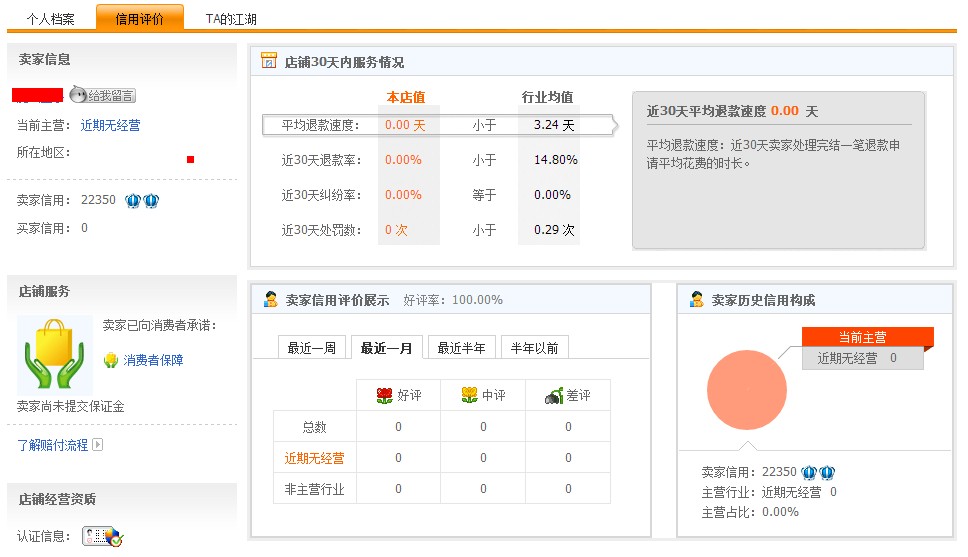 个人档案 信用评价 TA的江湖
卖家信息
给我留言
当前主营： 近期无经营
所在地区：
卖家信用： 22350
买家信用： 0
店铺服务
卖家已向消费者承诺：
消费者保障
卖家尚未提交保证金
了解赔付流程
店铺经营资质
认证信息：
店铺30天内服务情况
本店值 行业均值
平均退款速度： 0.00 天 小于 3.24 天
近30天退款率： 0.00% 小于 14.80%
近30天纠纷率： 0.00% 等于 0.00%
近30天处罚数： 0 次 小于 0.29 次
近30天平均退款速度 0.00 天
平均退款速度：近30天卖家处理完结一笔退款申
请平均花费的时长。
卖家信用评价展示 好评率：100.00%
最近一周 最近一月 最近半年 半年以前
好评 中评 差评
总数 0 0 0
近期无经营 0 0 0
非主营行业 0 0 0
卖家历史信用构成
当前主营
近期无经营 0
卖家信用：22350
主营行业：近期无经营 0
主营占比：0.00%